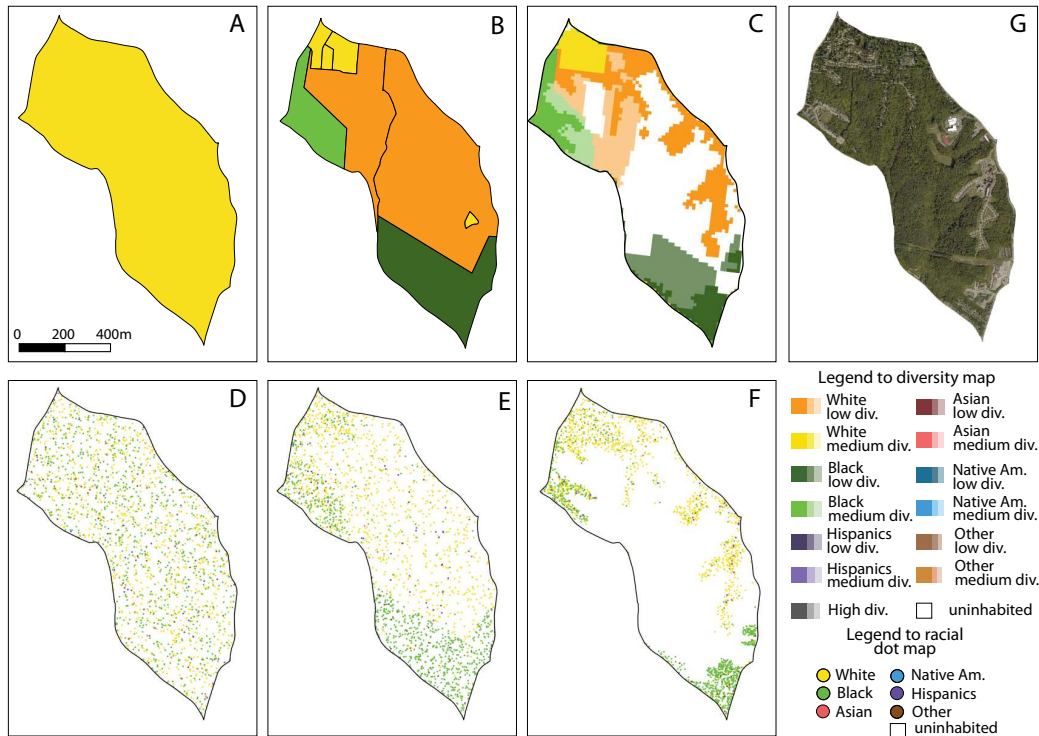 A
B
C
G
0 200 400m
D
E
F
Legend to diversity map
White low div.
Asian low div.
White medium div.
Asian medium div.
Black low div.
Native Am. low div.
Black medium div.
Native Am. medium div.
Hispanics low div.
Other low div.
Hispanics medium div.
Other medium div.
High div.
uninhabited
Legend to racial
dot map
White
Native Am.
Black
Hispanics
Asian
Other
uninhabited